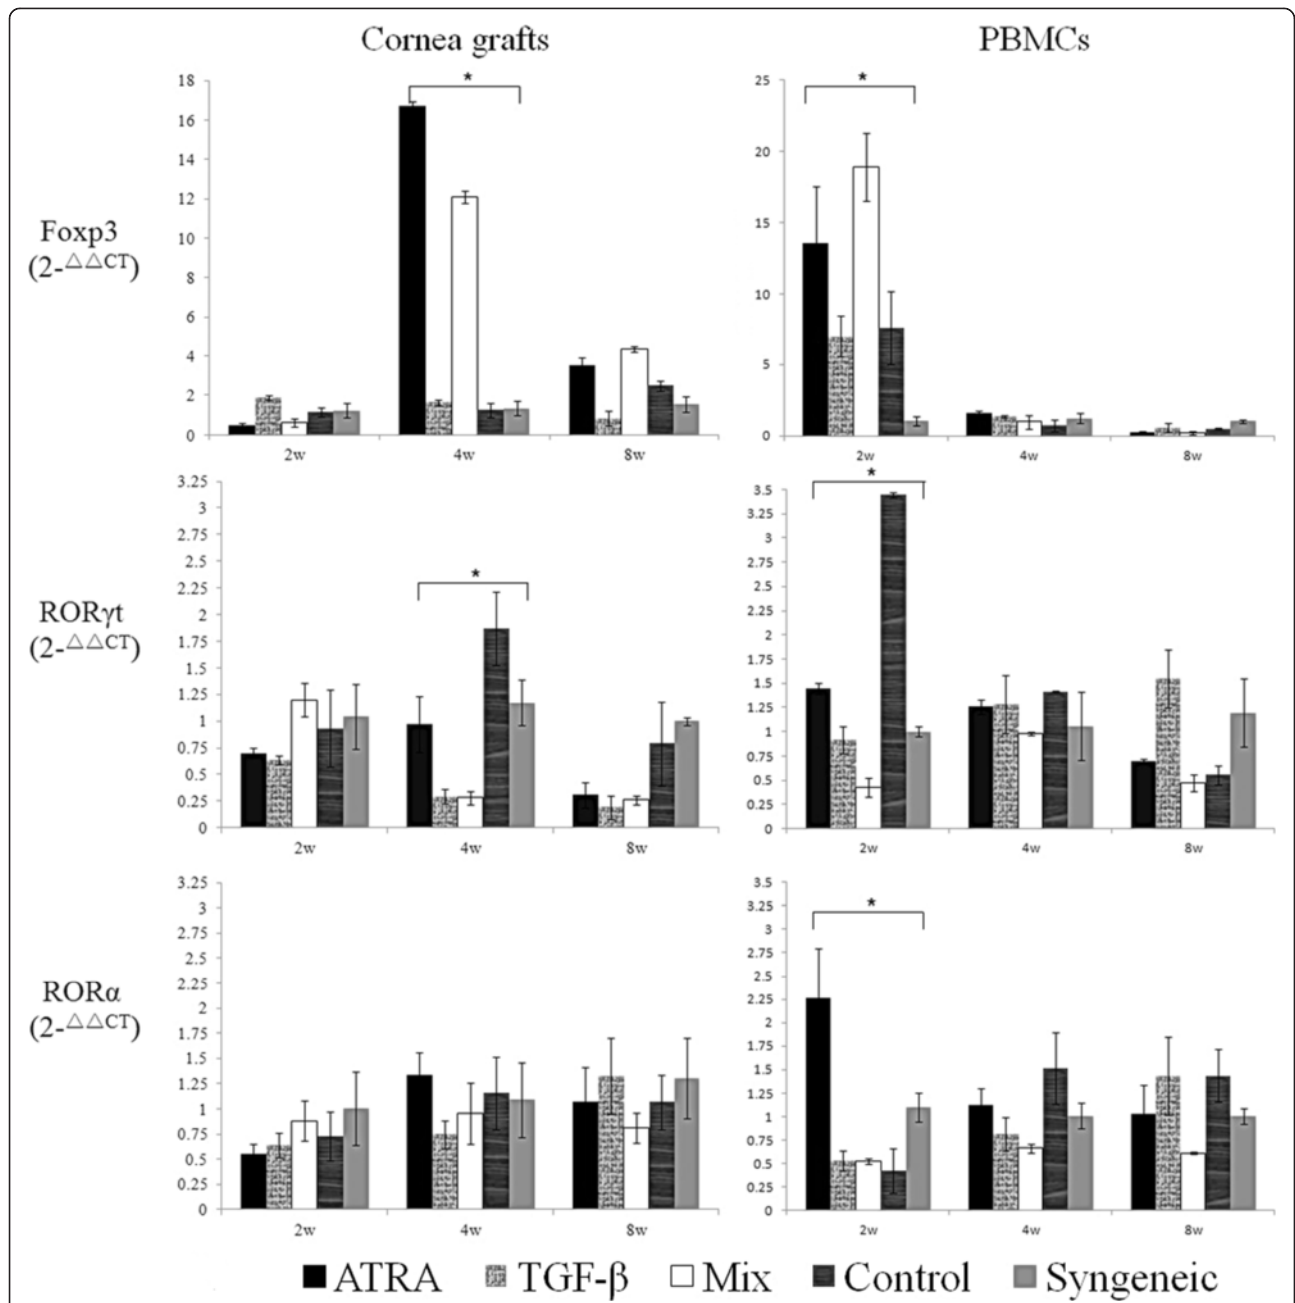 Cornea grafts
PBMCs
Foxp3
(2-△△CT)
18
16
14
12
10
8
6
4
2
0
*
2w
4w
8w
25
20
15
10
5
0
*
2w
4w
8w
RORγt
(2-△△CT)
3.25
3
2.75
2.5
2.25
2
1.75
1.5
1.25
1
0.75
0.5
0.25
0
*
2w
4w
8w
3.5
3.25
3
2.75
2.5
2.25
2
1.75
1.5
1.25
1
0.75
0.5
0.25
0
*
2w
4w
8w
RORα
(2-△△CT)
3.25
3
2.75
2.5
2.25
2
1.75
1.5
1.25
1
0.75
0.5
0.25
0
2w
4w
8w
3.5
3.25
3
2.75
2.5
2.25
2
1.75
1.5
1.25
1
0.75
0.5
0.25
0
*
2w
4w
8w
ATRA TGF-β Mix Control Syngeneic